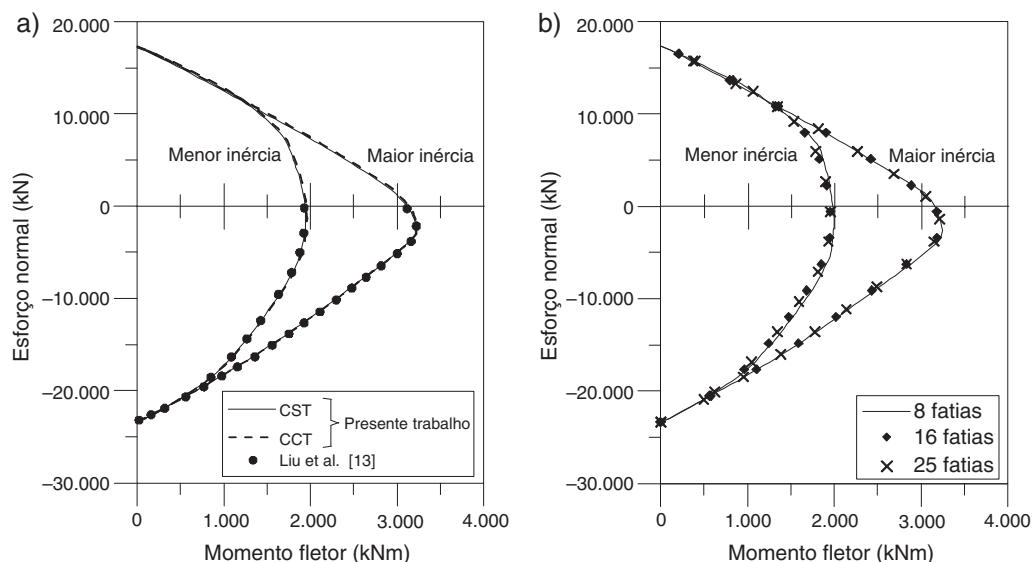 a)
20.000
10.000
0
–10.000
–20.000
–30.000
Esforço normal (kN)
Menor inércia
Maior inércia
CST
CCT
Presente trabalho
Liu et al. [13]
0
1.000
2.000
3.000
4.000
Momento fletor (kNm)
b)
20.000
10.000
0
–10.000
–20.000
–30.000
Esforço normal (kN)
Menor inércia
Maior inércia
8 fatias
16 fatias
25 fatias
0
1.000
2.000
3.000
4.000
Momento fletor (kNm)